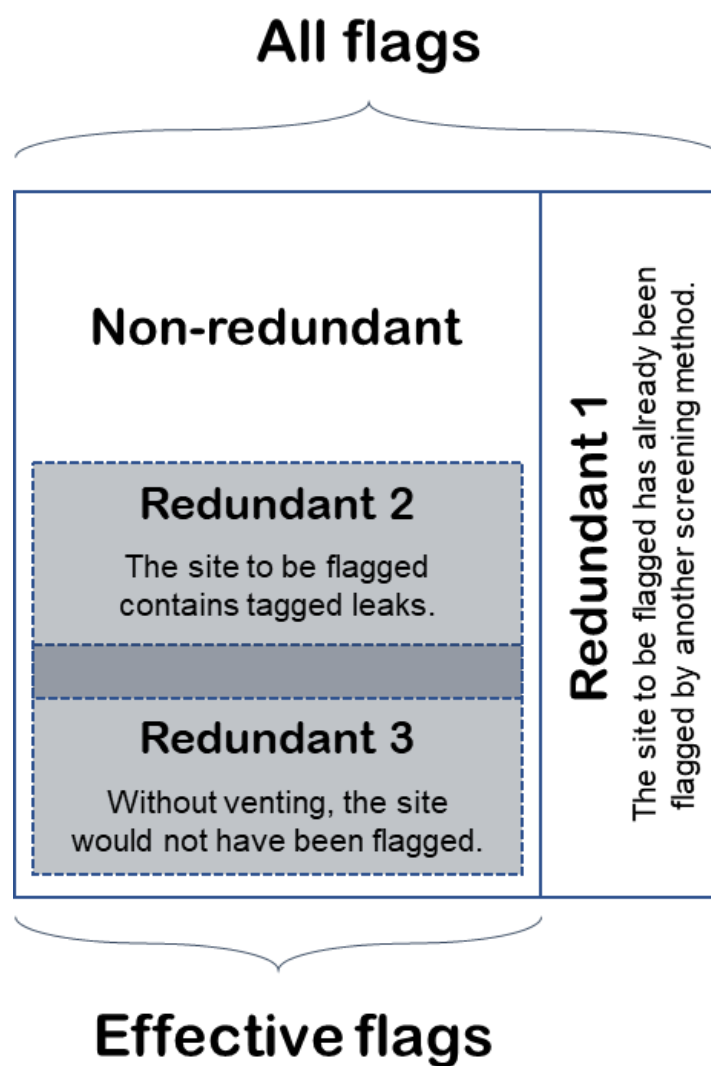 All flags
Non-redundant
Redundant 2
The site to be flagged
contains tagged leaks.
Redundant 3
Without venting, the site
would not have been flagged.
Redundant 1
The site to be flagged has already been
flagged by another screening method.
Effective flags